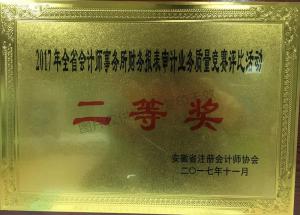 2017年全省会计师事务所财务报表审计业务质量竞赛评比活动
二等奖
安徽省注册会计师协会
二〇一七年十一月